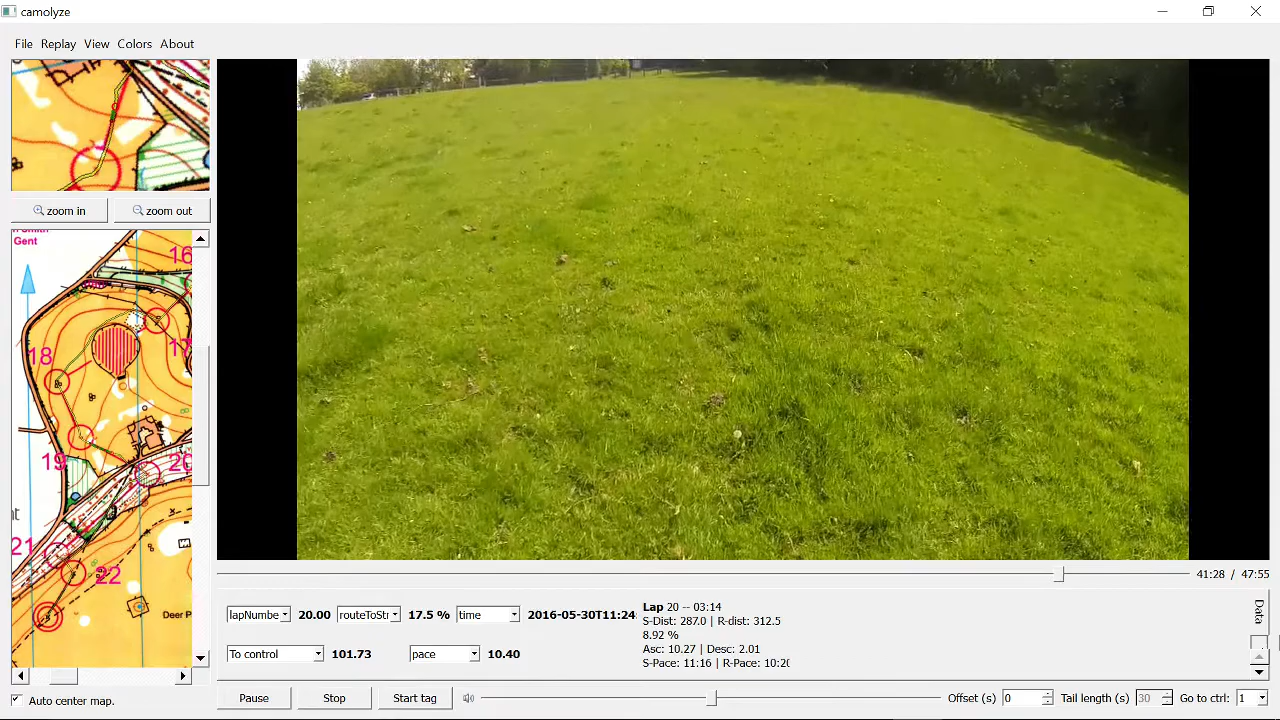 camolyze
File Replay View Colors About
zoom in zoom out
Gent
16
17
18
19
20
21
22
Deer P
41:28 / 47:55
lapNumbe 20.00 routeToStr 17.5 % time 2016-05-30T11:24:
To control 101.73 pace 10.40
Lap 20 -- 03:14
S-Dist: 287.0 | R-dist: 312.5
8.92 %
Asc: 10.27 | Desc: 2.01
S-Pace: 11:16 | R-Pace: 10:20
Data
Auto center map.
Pause Stop Start tag Offset (s) 0 Tail length (s) 30 Go to ctrl: 1